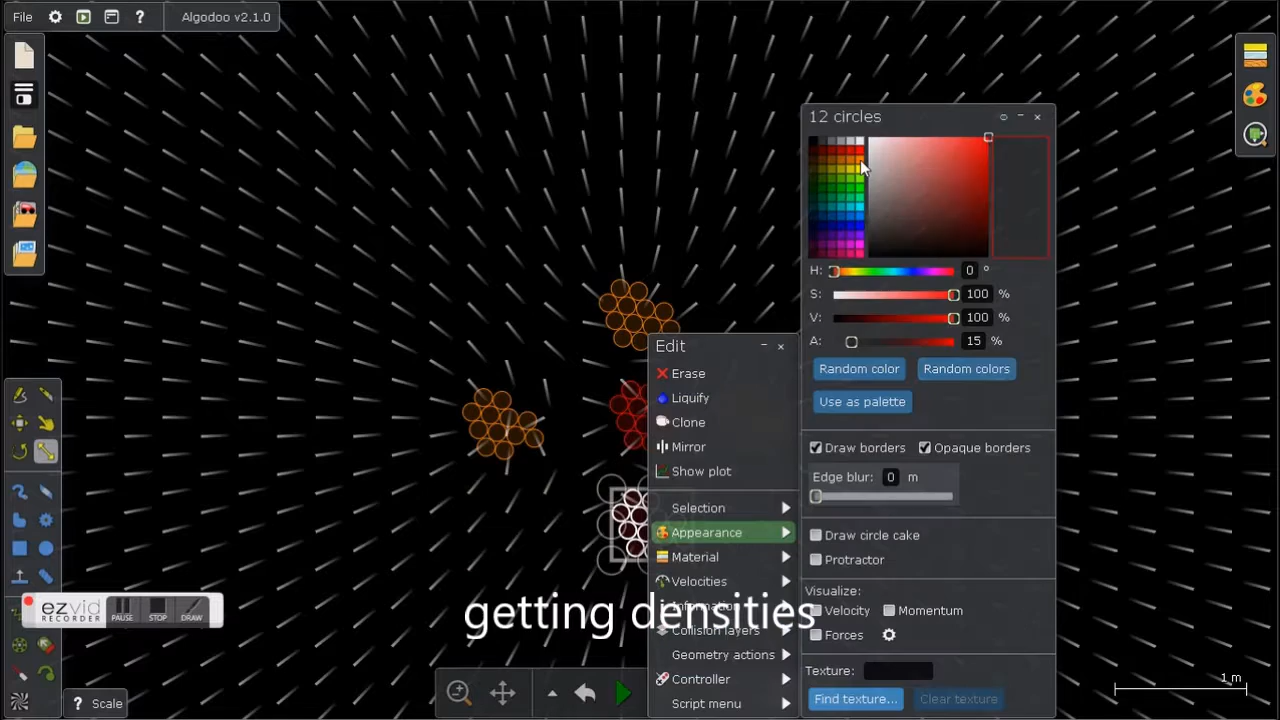 File
?
Algodoo v2.1.0
12 circles
H:
0
°
S:
100
%
V:
100
%
A:
15
%
Random color
Random colors
Use as palette
Draw borders
Opaque borders
Edge blur:
0
m
Draw circle cake
Protractor
Visualize:
Velocity
Momentum
Forces
Texture:
Find texture...
Clear texture
Edit
Erase
Liquify
Clone
Mirror
Show plot
Selection
Appearance
Material
Velocities
Information
Collision layers
Geometry actions
Controller
Script menu
getting densities
ezvid
RECORDER
PAUSE
STOP
DRAW
? Scale
1 m